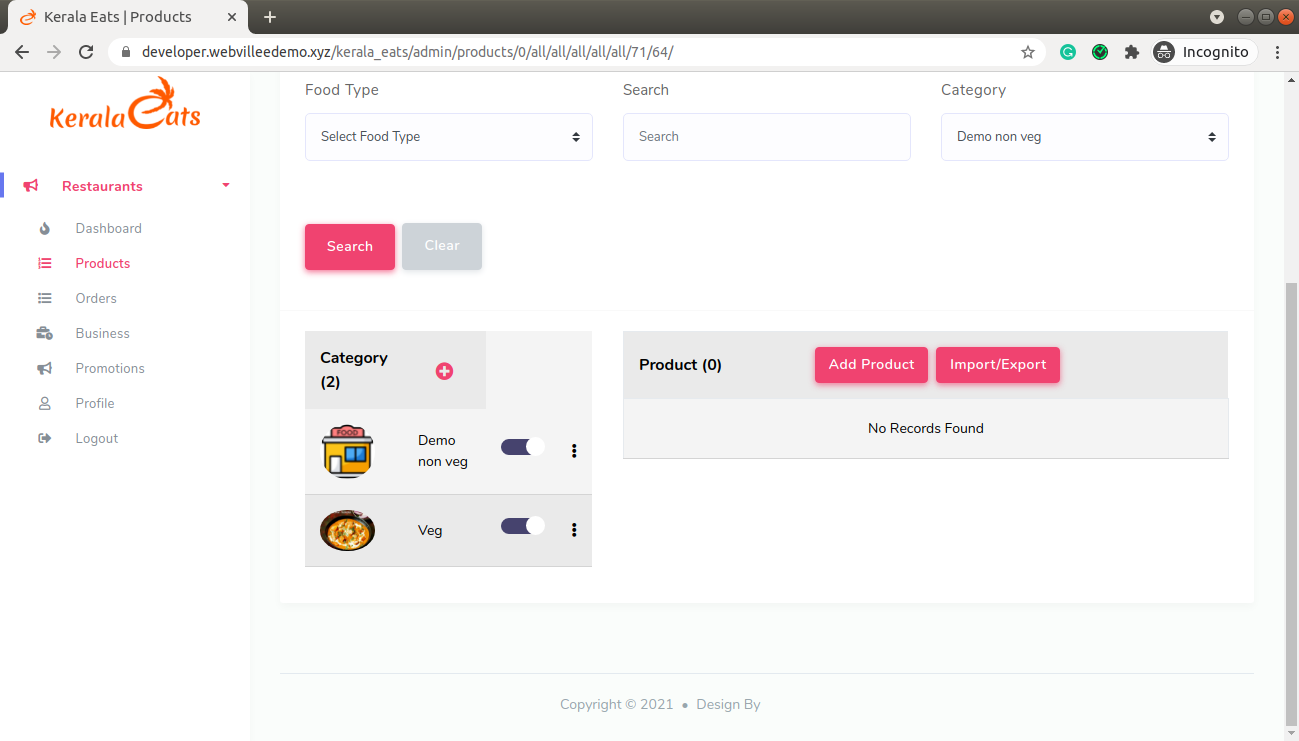 Kerala Eats | Products
developer.webvilleedemo.xyz/kerala_eats/admin/products/0/all/all/all/all/all/71/64/
Incognito
Kerala Eats
Restaurants
Dashboard
Products
Orders
Business
Promotions
Profile
Logout
Food Type
Search
Category
Select Food Type
Search
Demo non veg
Search
Clear
Category
(2)
Product (0)
Add Product
Import/Export
FOOD
Demo
non veg
No Records Found
Veg
Copyright © 2021 • Design By